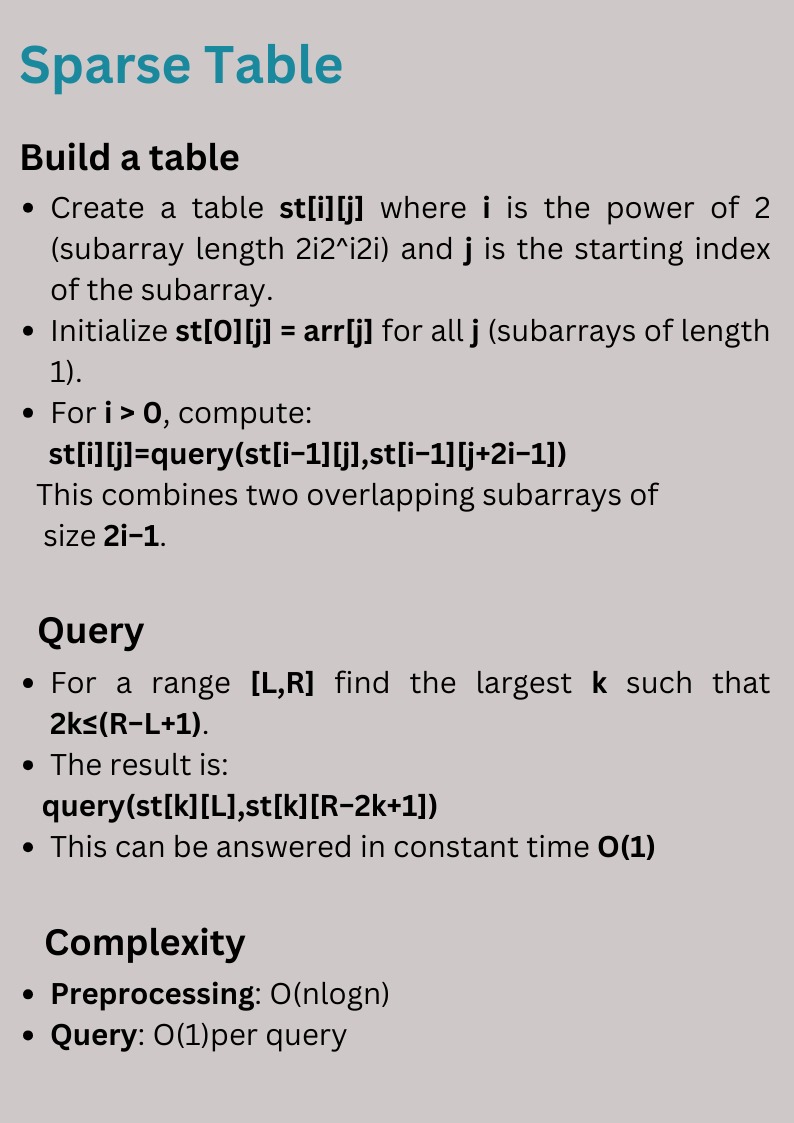 Sparse Table
Build a table
• Create a table st[i][j] where i is the power of 2
(subarray length 2i2^i2i) and j is the starting index
of the subarray.
• Initialize st[0][j] = arr[j] for all j (subarrays of length
1).
• For i > 0, compute:
st[i][j]=query(st[i−1][j],st[i−1][j+2i−1])
This combines two overlapping subarrays of
size 2i−1.
Query
• For a range [L,R] find the largest k such that
2k≤(R−L+1).
• The result is:
query(st[k][L],st[k][R−2k+1])
• This can be answered in constant time O(1)
Complexity
• Preprocessing: O(nlogn)
• Query: O(1)per query